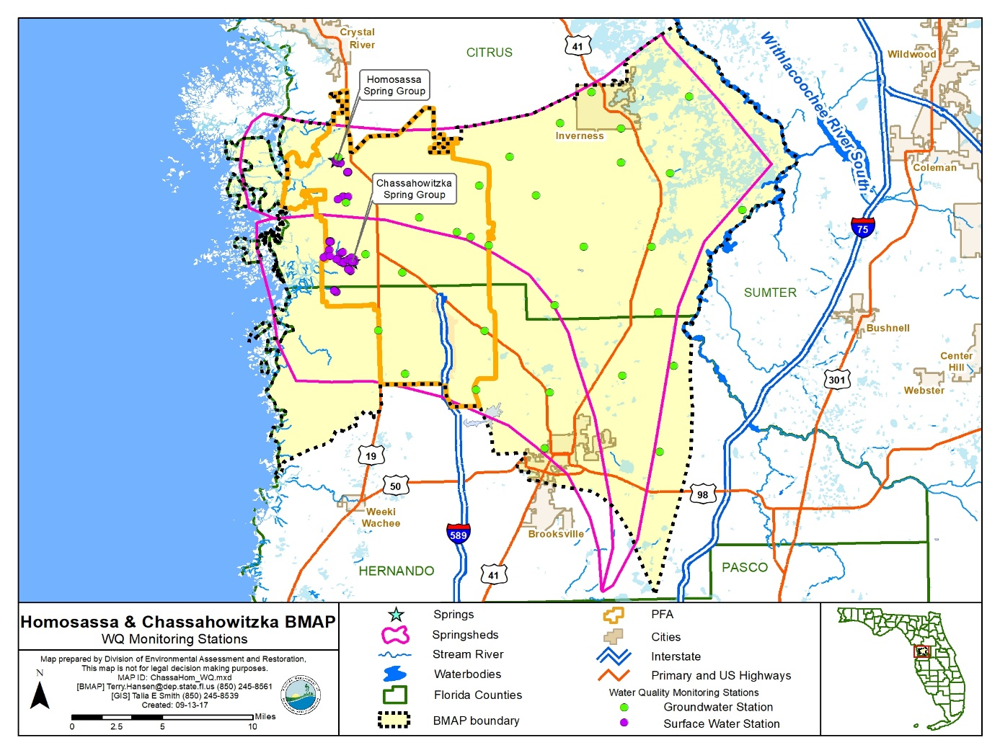 Crystal
River
CITRUS
41
Wildwood
Homosassa
Spring Group
Withlacoochee River South
Inverness
Coleman
Chassahowitzka
Spring Group
75
SUMTER
Bushnell
Center
Hill
301
Webster
19
50
98
Weeki
Wachee
589
Brooksville
HERNANDO
41
PASCO
Homosassa & Chassahowitzka BMAP
WQ Monitoring Stations
Map prepared by Division of Environmental Assessment and Restoration,
This map is not for legal decision making purposes.
MAP ID: ChassaHom_WQ.mxd
[BMAP] Terry.Hansen@dep.state.fl.us (850) 245-8561
[GIS] Talia E Smith (850) 245-8539
Created: 09-13-17
N
Miles
0 2.5 5 10
Springs
Springsheds
Stream River
Waterbodies
Florida Counties
BMAP boundary
PFA
Cities
Interstate
Primary and US Highways
Water Quality Monitoring Stations
Groundwater Station
Surface Water Station